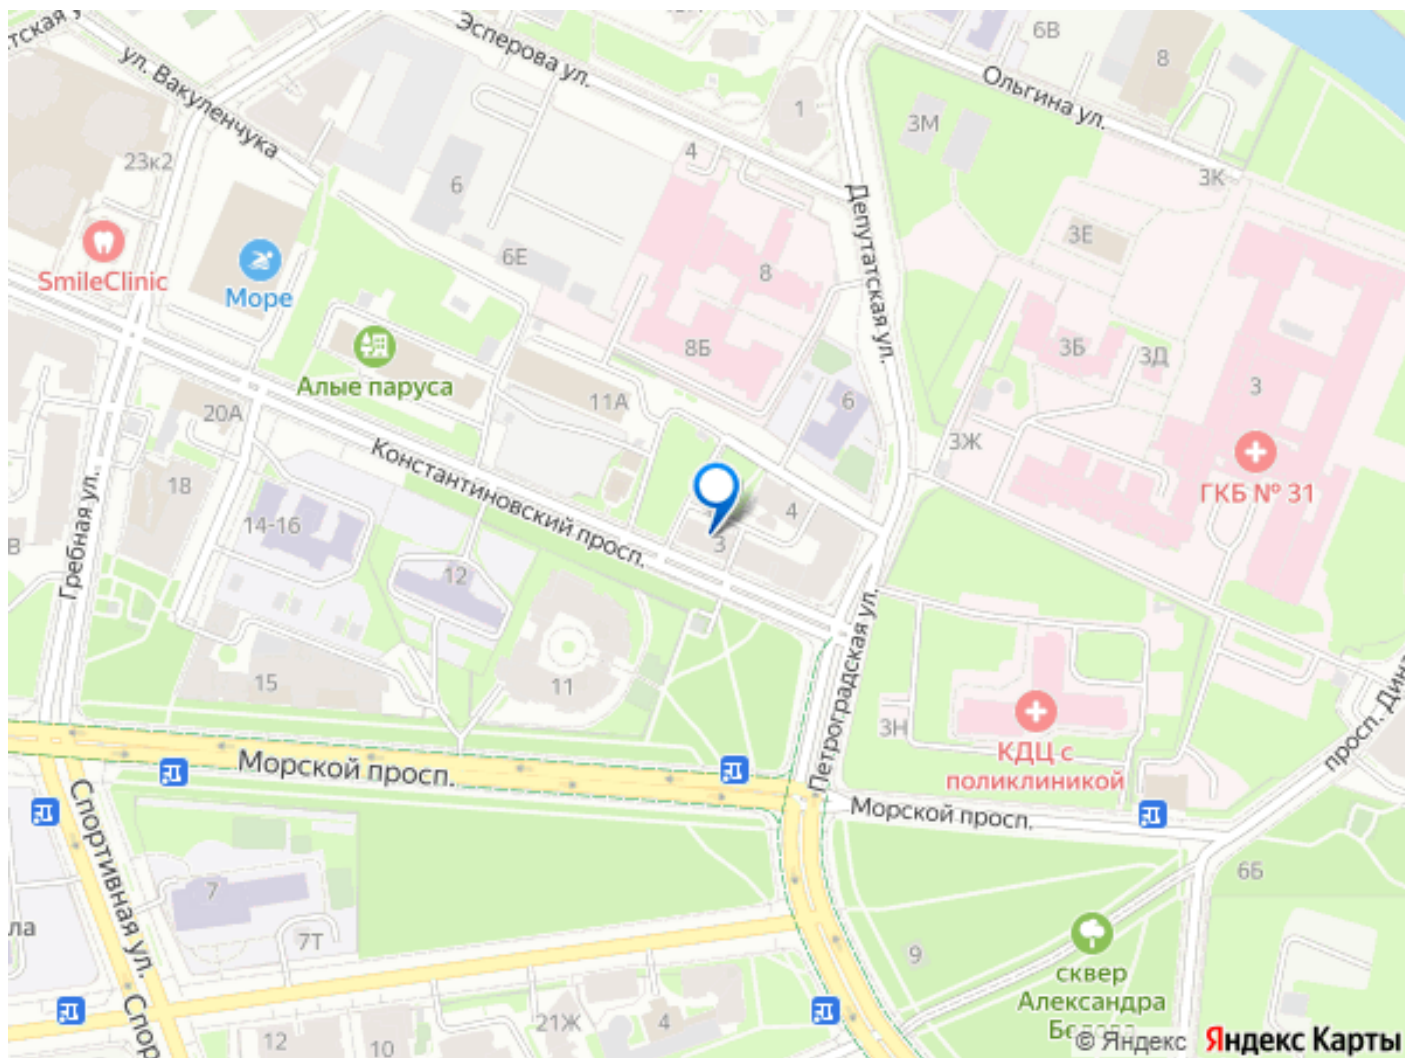 Эсперова ул.
6В
8
ул. Вакуленчука
Ольгина ул.
1
3М
23к2
4
3К
6
Депутатская ул.
3Е
SmileClinic
Море
6Е
8
8Б
3Б
3Д
3
Алые паруса
11А
6
20А
3Ж
ГКБ № 31
Константиновский просп.
18
Гребная ул.
14-16
4
3
12
15
11
Петроградская ул.
3Н
КДЦ с
поликлиникой
Морской просп.
Морской просп.
Спортивная ул.
6Б
7
7Т
9
сквер
Александра
21Ж
4
12
10
© Яндекс
Яндекс Карты